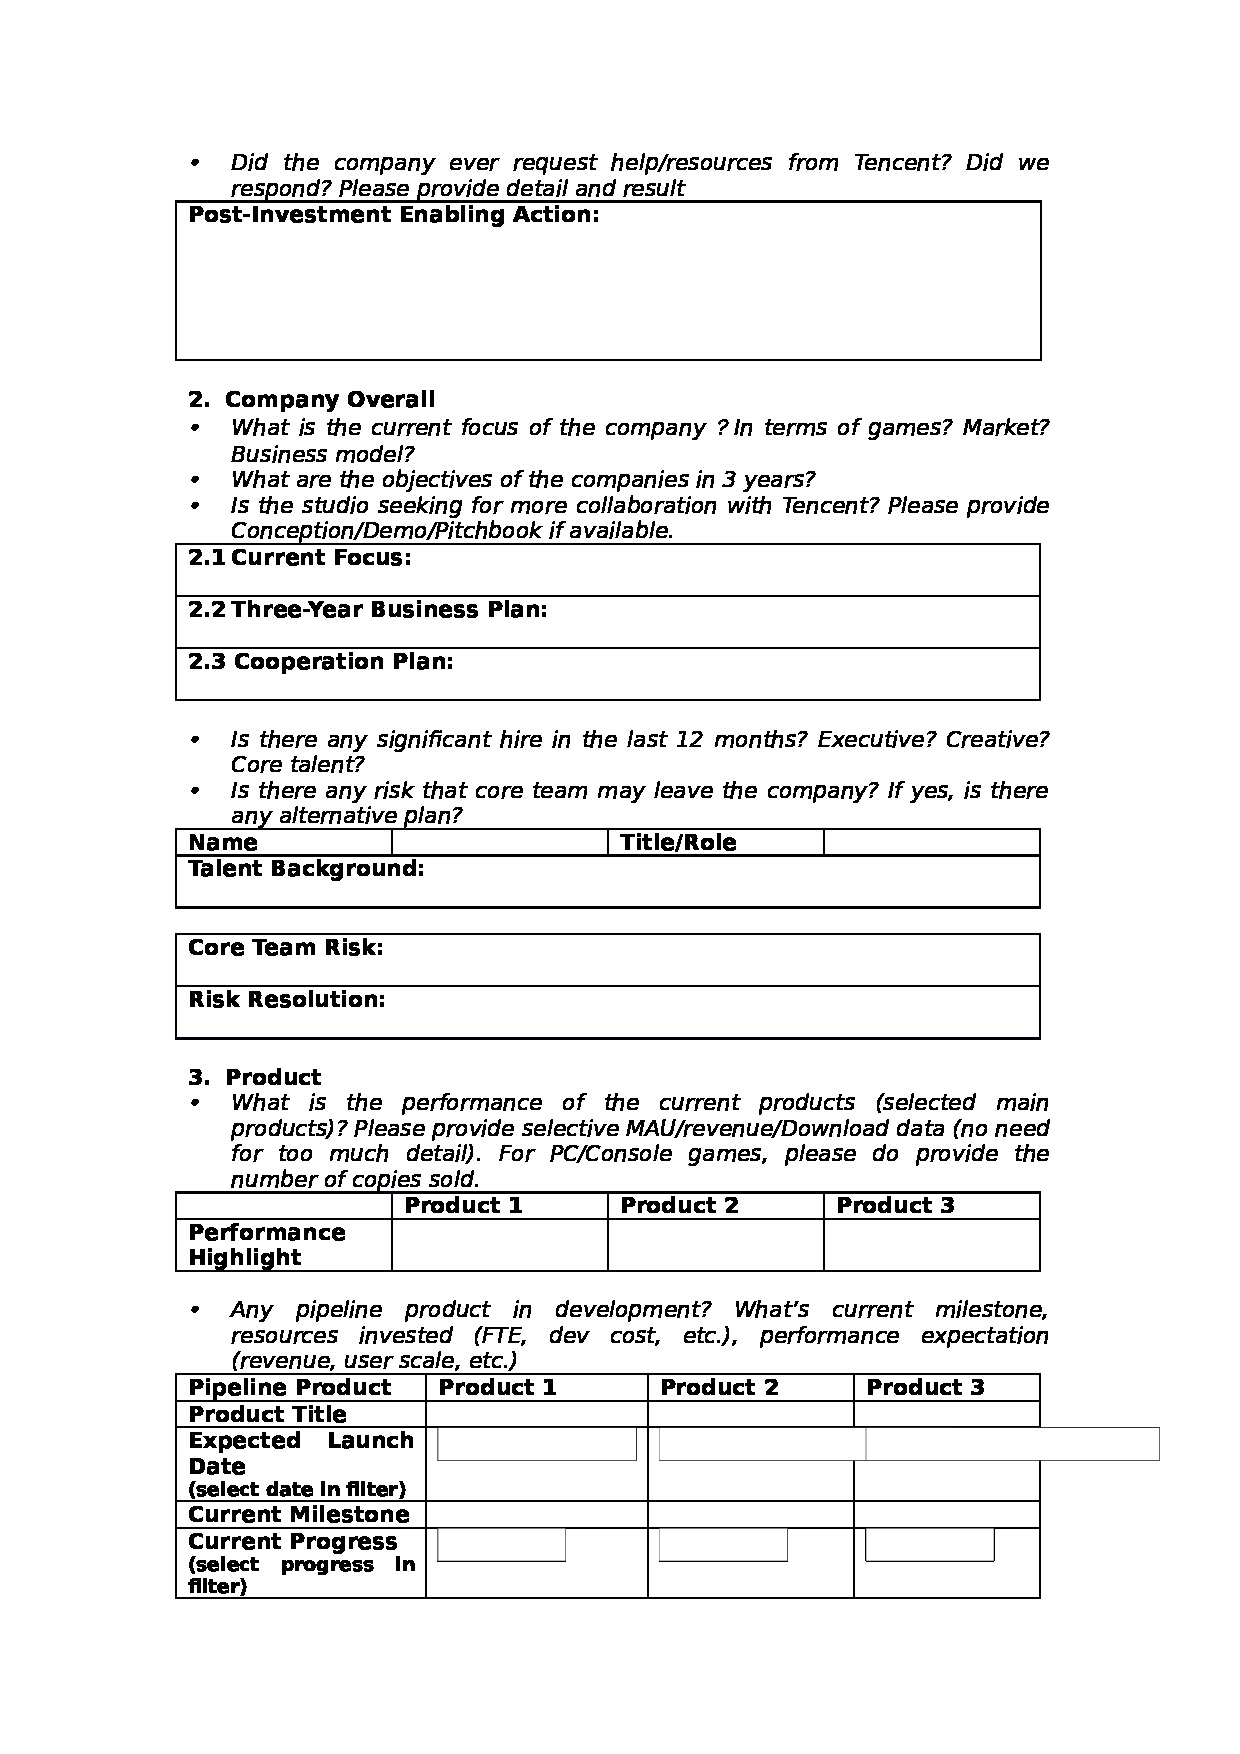 • Did the company ever request help/resources from Tencent? Did we
respond? Please provide detail and result
Post-Investment Enabling Action:
2. Company Overall
• What is the current focus of the company ? In terms of games? Market?
Business model?
• What are the objectives of the companies in 3 years?
• Is the studio seeking for more collaboration with Tencent? Please provide
Conception/Demo/Pitchbook if available.
2.1 Current Focus:
2.2 Three-Year Business Plan:
2.3 Cooperation Plan:
• Is there any significant hire in the last 12 months? Executive? Creative?
Core talent?
• Is there any risk that core team may leave the company? If yes, is there
any alternative plan?
Name Title/Role
Talent Background:
Core Team Risk:
Risk Resolution:
3. Product
• What is the performance of the current products (selected main
products)? Please provide selective MAU/revenue/Download data (no need
for too much detail). For PC/Console games, please do provide the
number of copies sold.
Product 1 Product 2 Product 3
Performance
Highlight
• Any pipeline product in development? What’s current milestone,
resources invested (FTE, dev cost, etc.), performance expectation
(revenue, user scale, etc.)
Pipeline Product Product 1 Product 2 Product 3
Product Title
Expected Launch
Date
(select date in filter)
Current Milestone
Current Progress
(select progress in
filter)